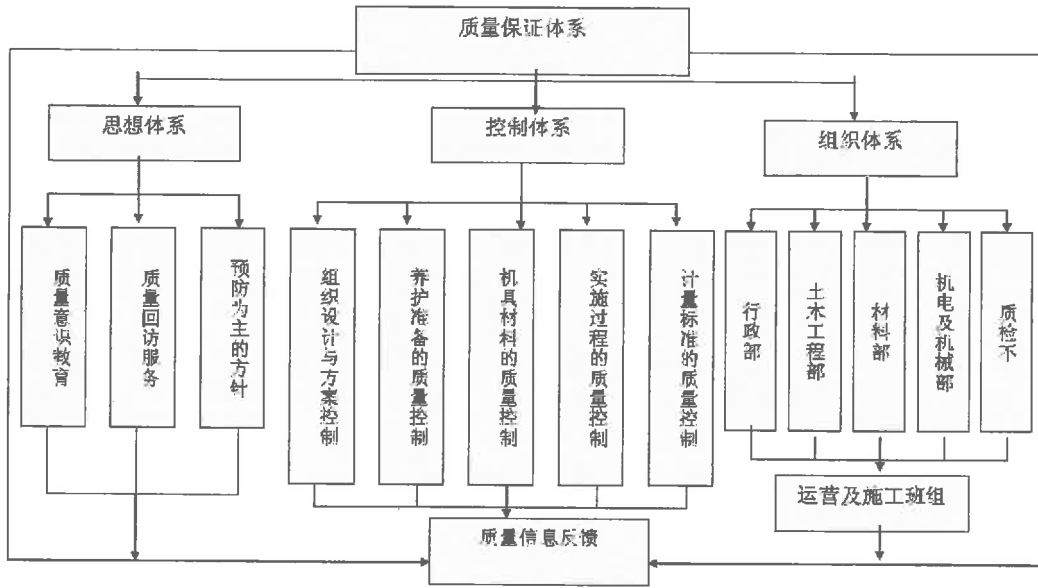 质量保证体系
思想体系
控制体系
组织体系
质量意识教育
质量回访服务
预防为主的方针
组织设计与方案控制
养护准备的质量控制
机具材料的质量控制
实施过程的质量控制
计量标准的质量控制
行政部
土木工程部
材料部
机电及机械部
质检不
运营及施工班组
质量信息反馈